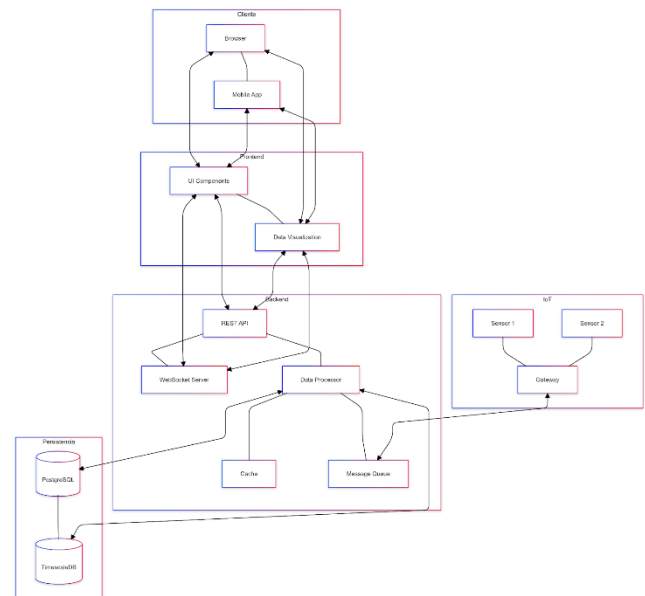 Cliente
Browser
Mobile App
Frontend
UI Components
Data Visualization
Backend
REST API
WebSocket Server
Data Processor
Cache
Message Queue
IoT
Sensor 1
Sensor 2
Gateway
Persistencia
PostgreSQL
TimescaleDB